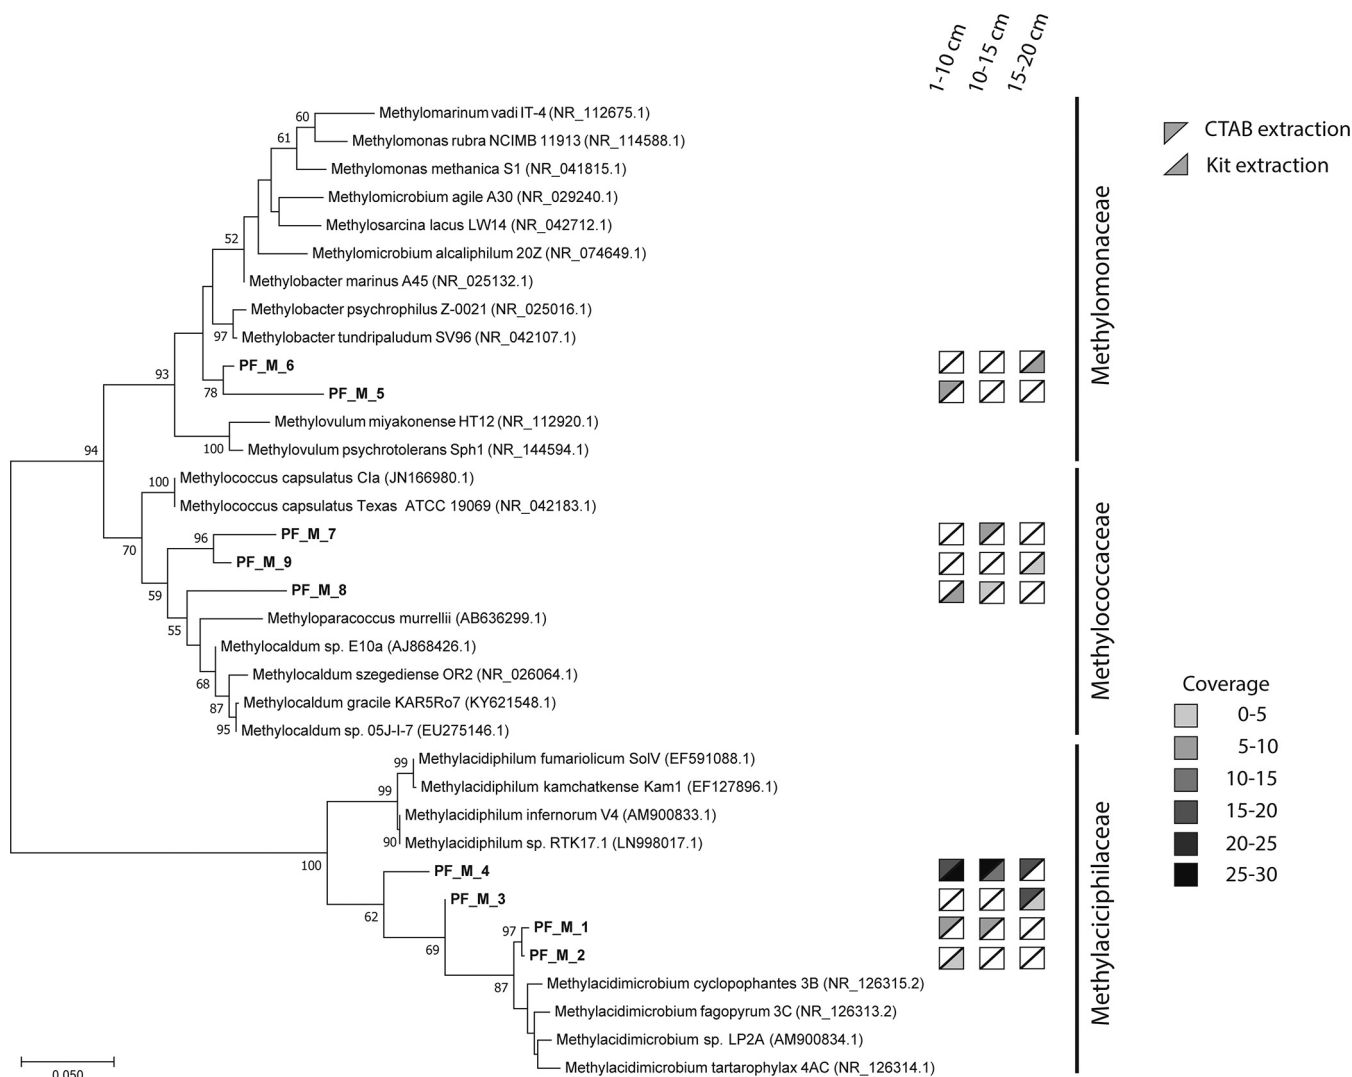 1-10 cm
10-15 cm
15-20 cm
CTAB extraction
Kit extraction
60
Methylomarinum vadi IT-4 (NR_112675.1)
61
Methylomonas rubra NCIMB 11913 (NR_114588.1)
Methylomonas methanica S1 (NR_041815.1)
Methylomicrobium agile A30 (NR_029240.1)
Methylosarcina lacus LW14 (NR_042712.1)
52
Methylomicrobium alcaliphilum 20Z (NR_074649.1)
Methylobacter marinus A45 (NR_025132.1)
Methylobacter psychrophilus Z-0021 (NR_025016.1)
97
Methylobacter tundripaludum SV96 (NR_042107.1)
PF_M_6
93
78
PF_M_5
Methylovulum miyakonense HT12 (NR_112920.1)
100
Methylovulum psychrotolerans Sph1 (NR_144594.1)
Methylomonaceae
94
Methylococcus capsulatus Cla (JN166980.1)
100
Methylococcus capsulatus Texas ATCC 19069 (NR_042183.1)
96
PF_M_7
70
PF_M_9
59
PF_M_8
55
Methyloparacoccus murrellii (AB636299.1)
Methylocaldum sp. E10a (AJ868426.1)
68
Methylocaldum szegediense OR2 (NR_026064.1)
87
Methylocaldum gracile KAR5Ro7 (KY621548.1)
95
Methylocaldum sp. 05J-I-7 (EU275146.1)
Methylococcaceae
99
Methylacidiphilum fumariolicum SolV (EF591088.1)
99
Methylacidiphilum kamchatkense Kam1 (EF127896.1)
Methylacidiphilum infernorum V4 (AM900833.1)
90
Methylacidiphilum sp. RTK17.1 (LN998017.1)
100
PF_M_4
62
PF_M_3
97
PF_M_1
69
PF_M_2
87
Methylacidimicrobium cyclopophantes 3B (NR_126315.2)
Methylacidimicrobium fagopyrum 3C (NR_126313.2)
Methylacidimicrobium sp. LP2A (AM900834.1)
Methylacidimicrobium tartarophylax 4AC (NR_126314.1)
Methylaciciphilaceae
Coverage
0-5
5-10
10-15
15-20
20-25
25-30
0.050